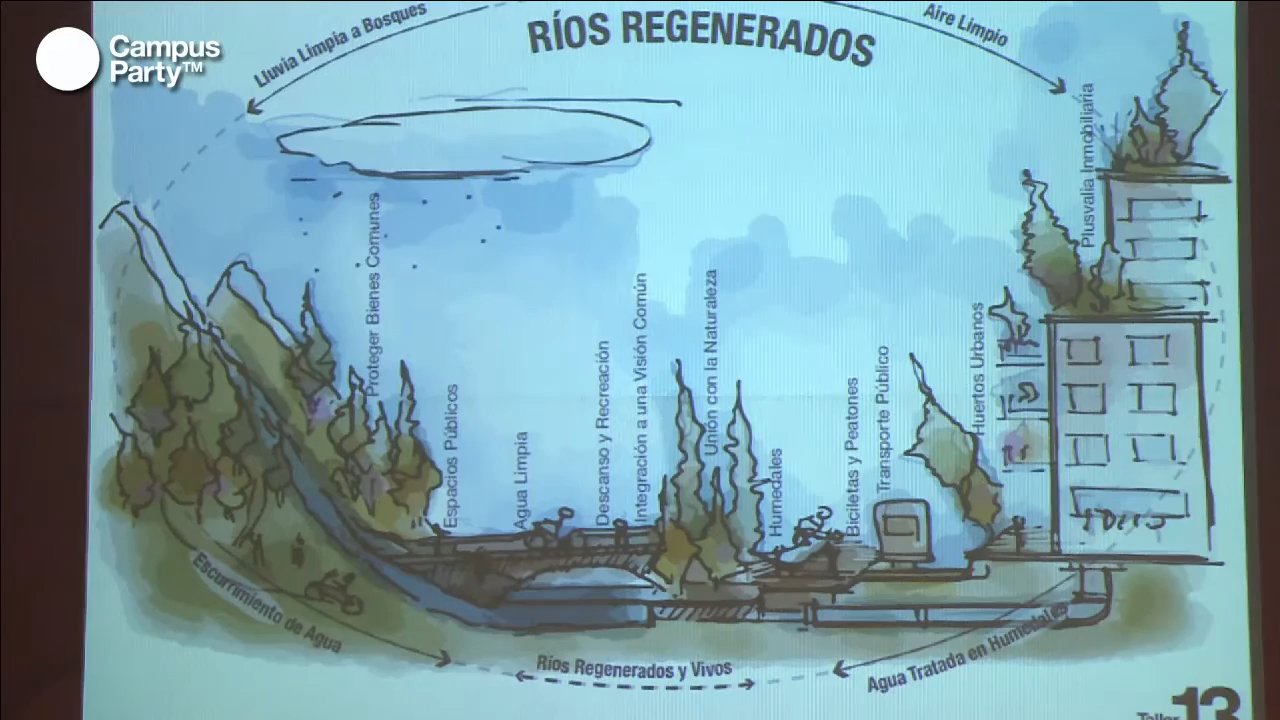 Campus
Party™
RÍOS REGENERADOS
Lluvia Limpia a Bosques
Aire Limpio
Plusvalia Inmobiliaria
Proteger Bienes Comunes
Espacios Públicos
Agua Limpia
Descanso y Recreación
Integración a una Visión Común
Unión con la Naturaleza
Humedales
Bicicletas y Peatones
Transporte Público
Huertos Urbanos
Escurrimiento de Agua
Ríos Regenerados y Vivos
Agua Tratada en Humedales
Taller 13